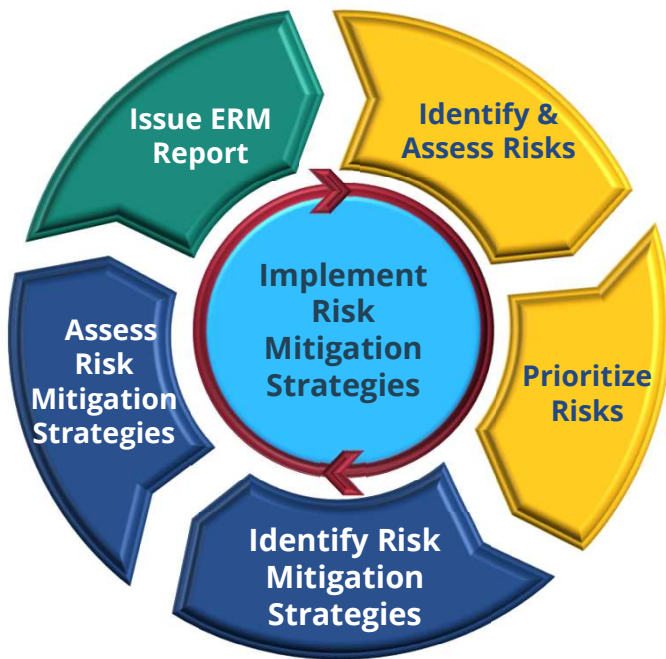 Issue ERM
Report
Identify &
Assess Risks
Implement
Risk
Mitigation
Strategies
Prioritize
Risks
Identify Risk
Mitigation
Strategies
Assess
Risk
Mitigation
Strategies